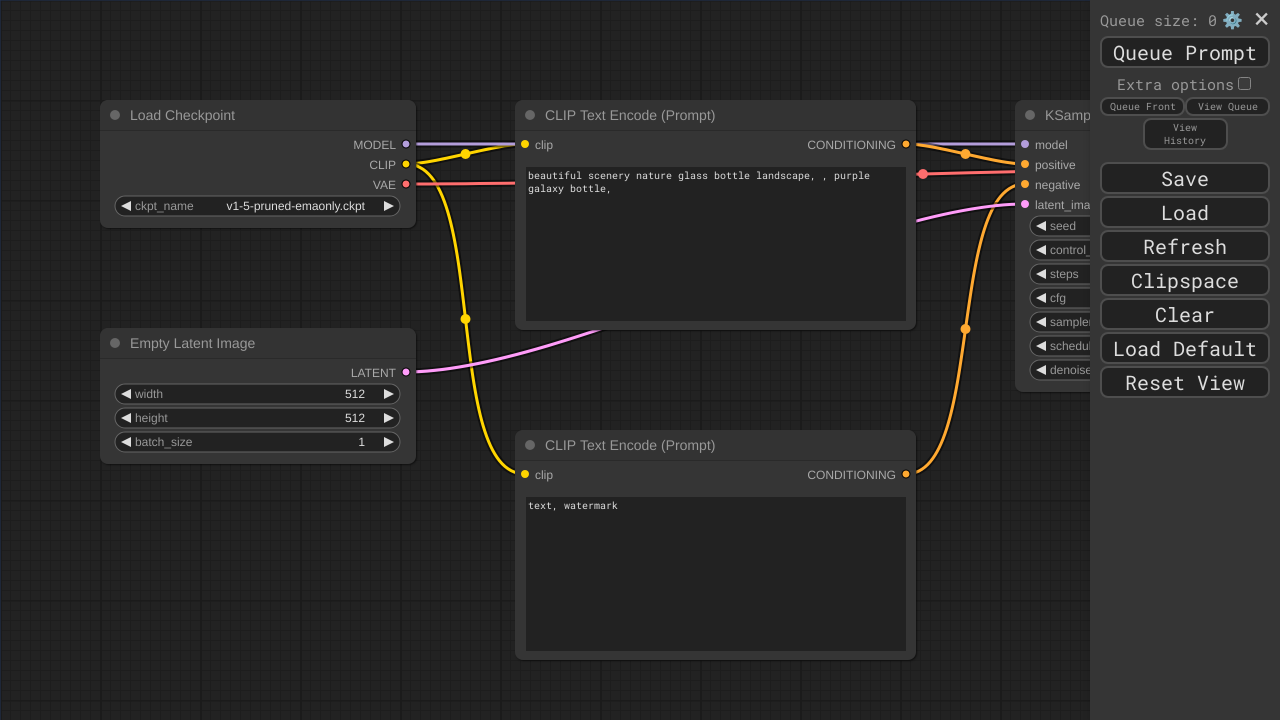 Load Checkpoint
MODEL
CLIP
VAE
ckpt_name v1-5-pruned-emaonly.ckpt
Empty Latent Image
LATENT
width 512
height 512
batch_size 1
CLIP Text Encode (Prompt)
clip CONDITIONING
beautiful scenery nature glass bottle landscape, , purple
galaxy bottle,
CLIP Text Encode (Prompt)
clip CONDITIONING
text, watermark
KSamp
model
positive
negative
latent_ima
seed
control_
steps
cfg
sample
schedul
denoise
Queue size: 0
Queue Prompt
Extra options
Queue Front View Queue
View
History
Save
Load
Refresh
Clipspace
Clear
Load Default
Reset View